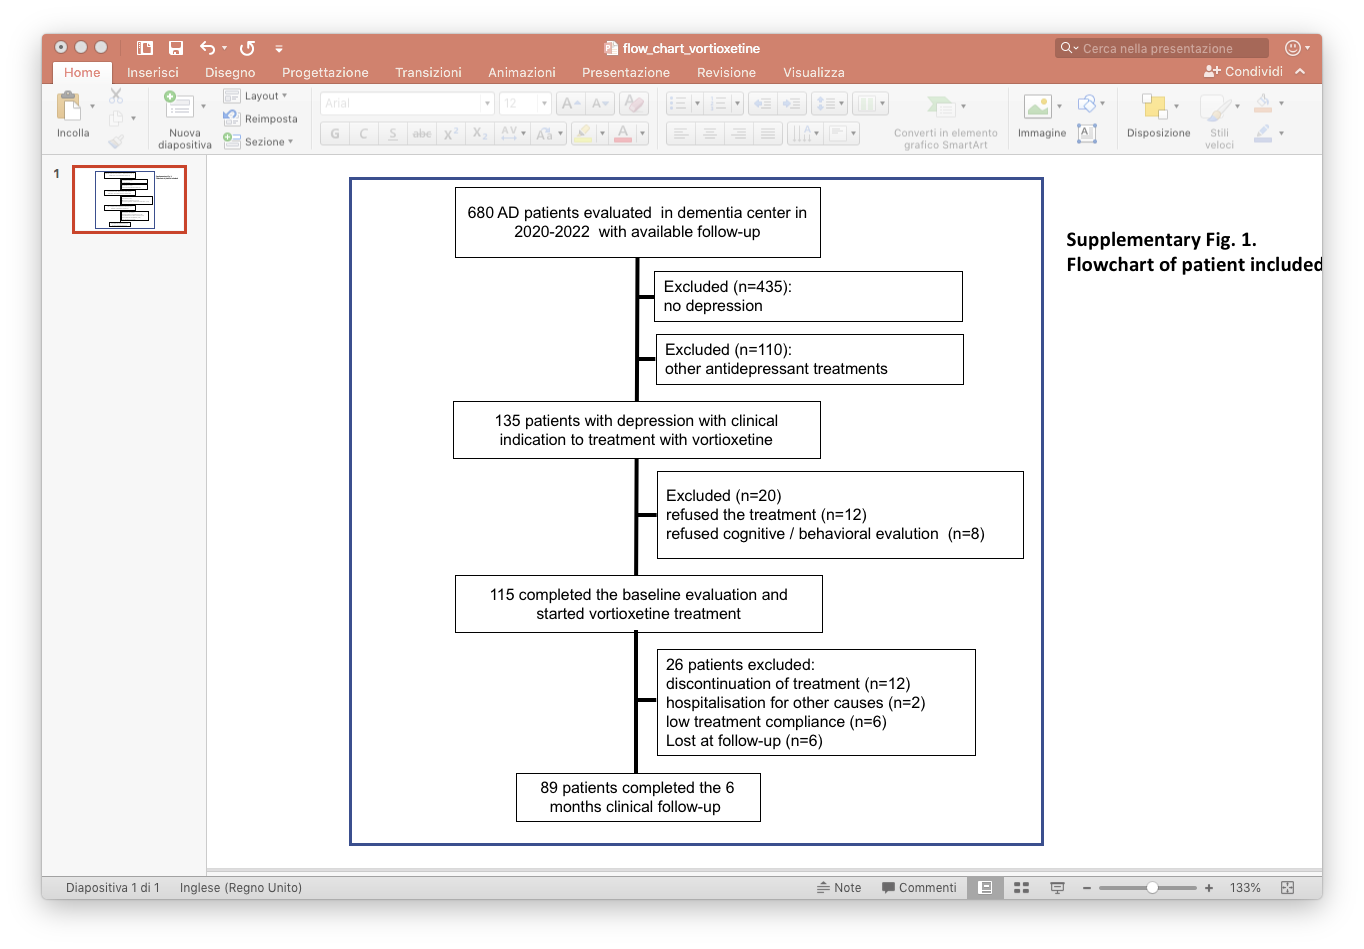 flow_chart_vortioxetine
Cerca nella presentazione
Home Inserisci Disegno Progettazione Transizioni Animazioni Presentazione Revisione Visualizza
Condividi
Incolla
Nuova
diapositiva
Layout
Reimposta
Sezione
Arial
12
G C S abc X² X₂ AV
Converti in elemento
grafico SmartArt
Immagine
Disposizione
Stili
veloci
1
680 AD patients evaluated  in dementia center in
2020-2022  with available follow-up
Supplementary Fig. 1.
Flowchart of patient included
Excluded (n=435):
no depression
Excluded (n=110):
other antidepressant treatments
135 patients with depression with clinical
indication to treatment with vortioxetine
Excluded (n=20)
refused the treatment (n=12)
refused cognitive / behavioral evalution  (n=8)
115 completed the baseline evaluation and
started vortioxetine treatment
26 patients excluded:
discontinuation of treatment (n=12)
hospitalisation for other causes (n=2)
low treatment compliance (n=6)
Lost at follow-up (n=6)
89 patients completed the 6
months clinical follow-up
Diapositiva 1 di 1 Inglese (Regno Unito)
Note Commenti 133%